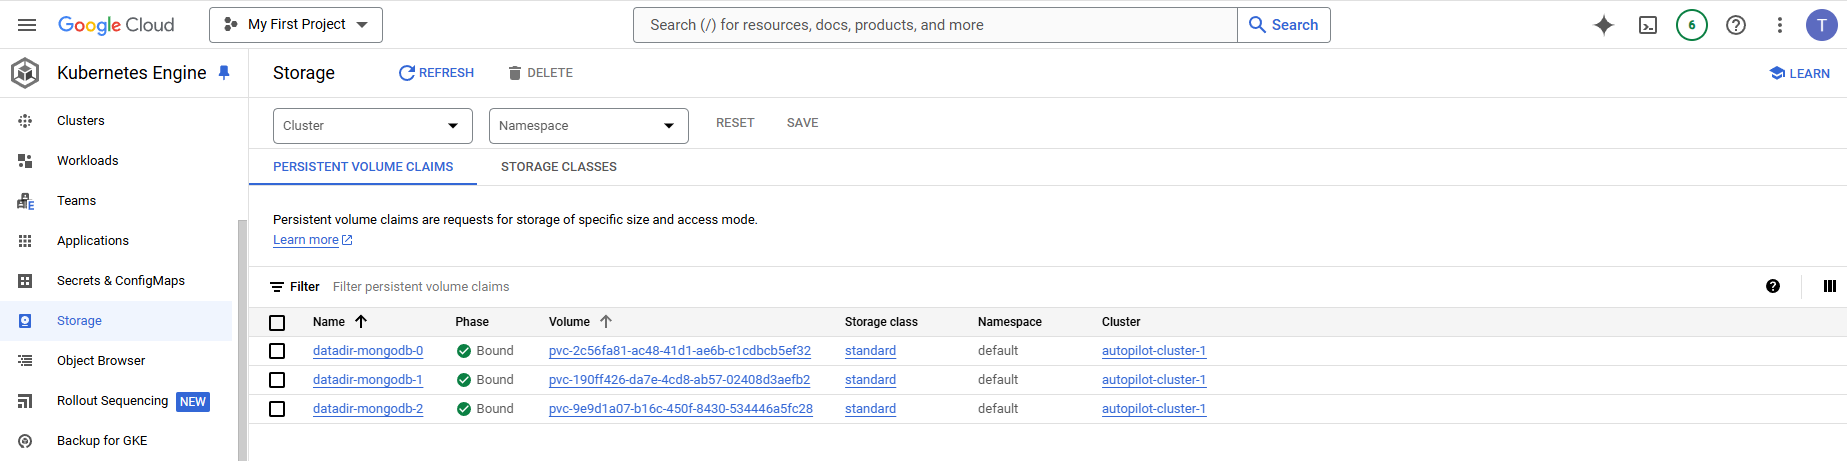 Google Cloud
My First Project
Search (/) for resources, docs, products, and more
Search
6
T
Kubernetes Engine
Storage
REFRESH
DELETE
LEARN
Clusters
Workloads
Teams
Applications
Secrets & ConfigMaps
Storage
Object Browser
Rollout Sequencing NEW
Backup for GKE
Cluster
Namespace
RESET
SAVE
PERSISTENT VOLUME CLAIMS
STORAGE CLASSES
Persistent volume claims are requests for storage of specific size and access mode.
Learn more
Filter Filter persistent volume claims
Name Phase Volume Storage class Namespace Cluster
datadir-mongodb-0 Bound pvc-2c56fa81-ac48-41d1-ae6b-c1cdbcb5ef32 standard default autopilot-cluster-1
datadir-mongodb-1 Bound pvc-190ff426-da7e-4cd8-ab57-02408d3aefb2 standard default autopilot-cluster-1
datadir-mongodb-2 Bound pvc-9e9d1a07-b16c-450f-8430-534446a5fc28 standard default autopilot-cluster-1